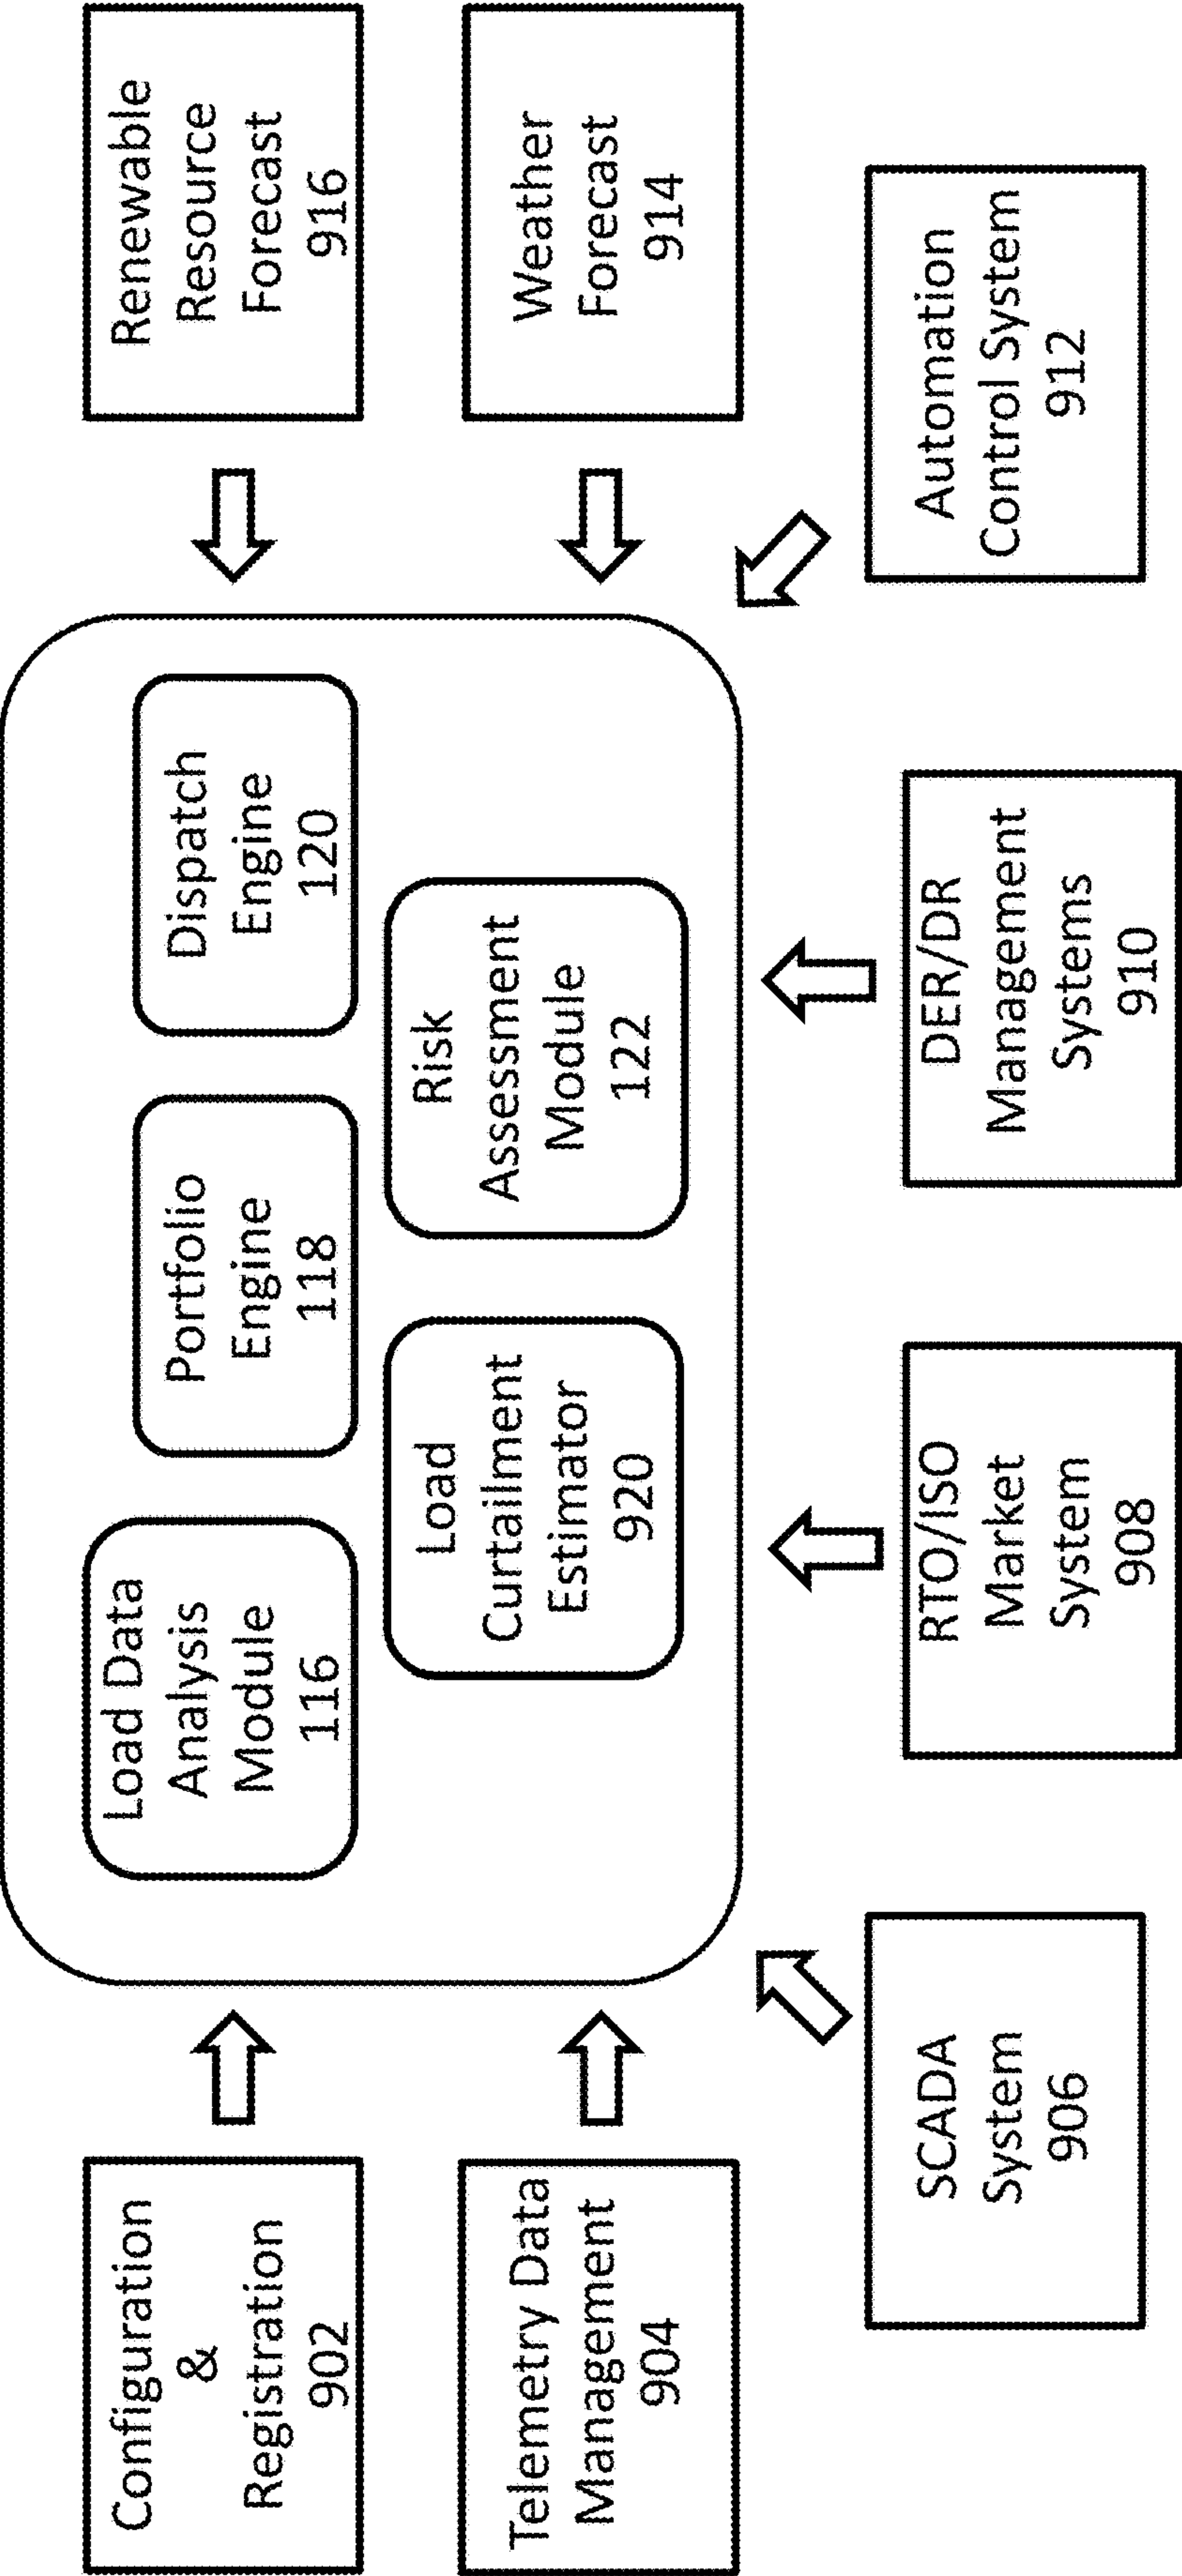 Configuration
&
Registration
902
Telemetry Data
Management
904
SCADA
System
906
Load Data
Analysis
Module
116
Portfolio
Engine
118
Dispatch
Engine
120
Load
Curtailment
Estimator
920
Risk
Assessment
Module
122
RTO/ISO
Market
System
908
DER/DR
Management
Systems
910
Renewable
Resource
Forecast
916
Weather
Forecast
914
Automation
Control System
912